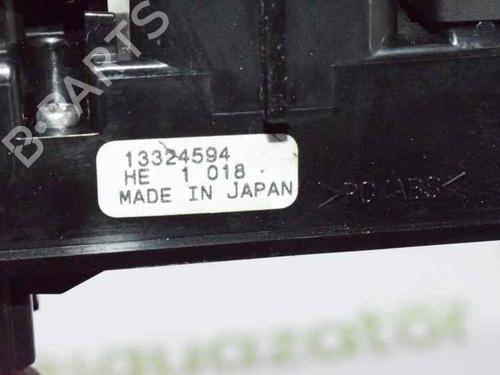 B-PARTS
13324594
HE 1 018
MADE IN JAPAN
>PC-ABS<